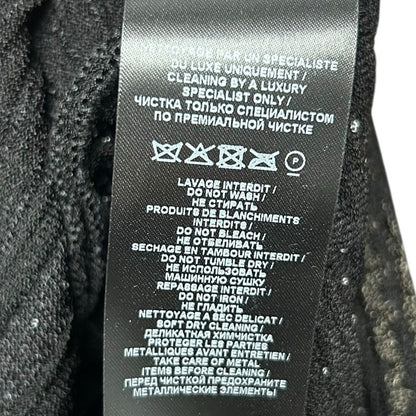 NETTOYAGE PAR UN SPECIALISTE
DU LUXE UNIQUEMENT /
CLEANING BY A LUXURY
SPECIALIST ONLY /
ЧИСТКА ТОЛЬКО СПЕЦИАЛИСТОМ
ПО ПРЕМИАЛЬНОЙ ЧИСТКЕ
P
LAVAGE INTERDIT /
DO NOT WASH /
НЕ СТИРАТЬ
PRODUITS DE BLANCHIMENTS
INTERDIT /
DO NOT BLEACH /
НЕ ОТБЕЛИВАТЬ
SECHAGE EN TAMBOUR INTERDIT /
DO NOT TUMBLE DRY /
НЕ ИСПОЛЬЗОВАТЬ
МАШИННУЮ СУШКУ
REPASSAGE INTERDIT /
DO NOT IRON /
НЕ ГЛАДИТЬ
NETTOYAGE A SEC DELICAT /
SOFT DRY CLEANING /
ДЕЛИКАТНАЯ ХИМЧИСТКА
PROTEGER LES PARTIES
METALLIQUES AVANT ENTRETIEN /
TAKE CARE OF METAL
ITEMS BEFORE CLEANING /
ПЕРЕД ЧИСТКОЙ ПРЕДОХРАНИТЕ
МЕТАЛЛИЧЕСКИЕ ЭЛЕМЕНТЫ